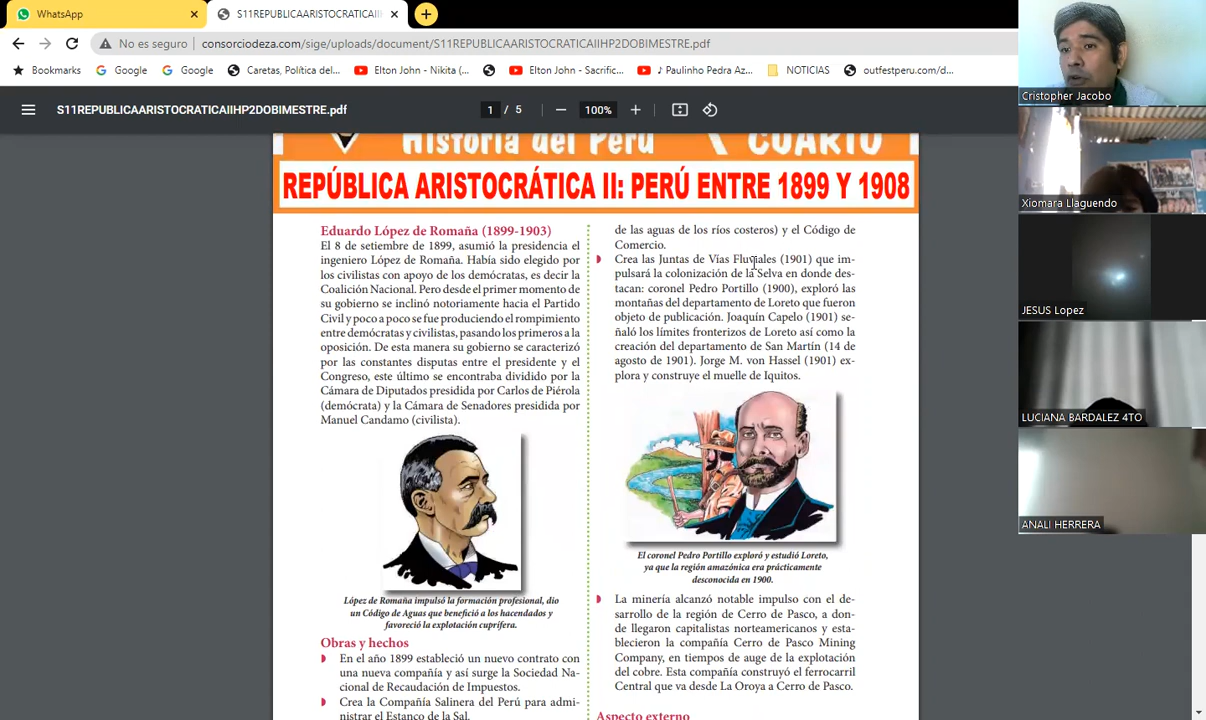 WhatsApp
S11REPUBLICAARISTOCRATICAII
No es seguro
consorciodeza.com/sige/uploads/document/S11REPUBLICAARISTOCRATICAIIHP2DOBIMESTRE.pdf
Bookmarks
Google
Google
Caretas, Política del...
Elton John - Nikita (...
Elton John - Sacrific...
♪ Paulinho Pedra Az...
NOTICIAS
outfestperu.com/d...
S11REPUBLICAARISTOCRATICAIIHP2DOBIMESTRE.pdf
1 / 5
100%
Historia del Perú
CUARTO
REPÚBLICA ARISTOCRÁTICA II: PERÚ ENTRE 1899 Y 1908
Eduardo López de Romaña (1899-1903)
El 8 de setiembre de 1899, asumió la presidencia el
ingeniero López de Romaña. Había sido elegido por
los civilistas con apoyo de los demócratas, es decir la
Coalición Nacional. Pero desde el primer momento de
su gobierno se inclinó notoriamente hacia el Partido
Civil y poco a poco se fue produciendo el rompimiento
entre demócratas y civilistas, pasando los primeros a la
oposición. De esta manera su gobierno se caracterizó
por las constantes disputas entre el presidente y el
Congreso, este último se encontraba dividido por la
Cámara de Diputados presidida por Carlos de Piérola
(demócrata) y la Cámara de Senadores presidida por
Manuel Candamo (civilista).
López de Romaña impulsó la formación profesional, dio
un Código de Aguas que benefició a los hacendados y
favoreció la explotación cuprífera.
Obras y hechos
En el año 1899 estableció un nuevo contrato con
una nueva compañía y así surge la Sociedad Na-
cional de Recaudación de Impuestos.
Crea la Compañía Salinera del Perú para admi-
nistrar el Estanco de la Sal.
de las aguas de los ríos costeros) y el Código de
Comercio.
Crea las Juntas de Vías Fluviales (1901) que im-
pulsará la colonización de la Selva en donde des-
tacan: coronel Pedro Portillo (1900), exploró las
montañas del departamento de Loreto que fueron
objeto de publicación. Joaquín Capelo (1901) se-
ñaló los límites fronterizos de Loreto así como la
creación del departamento de San Martín (14 de
agosto de 1901). Jorge M. von Hassel (1901) ex-
plora y construye el muelle de Iquitos.
El coronel Pedro Portillo exploró y estudió Loreto,
ya que la región amazónica era prácticamente
desconocida en 1900.
La minería alcanzó notable impulso con el de-
sarrollo de la región de Cerro de Pasco, a don-
de llegaron capitalistas norteamericanos y esta-
blecieron la compañía Cerro de Pasco Mining
Company, en tiempos de auge de la explotación
del cobre. Esta compañía construyó el ferrocarril
Central que va desde La Oroya a Cerro de Pasco.
Aspecto externo
Cristopher Jacobo
Xiomara Llaguendo
JESUS Lopez
LUCIANA BARDALEZ 4TO
ANALI HERRERA